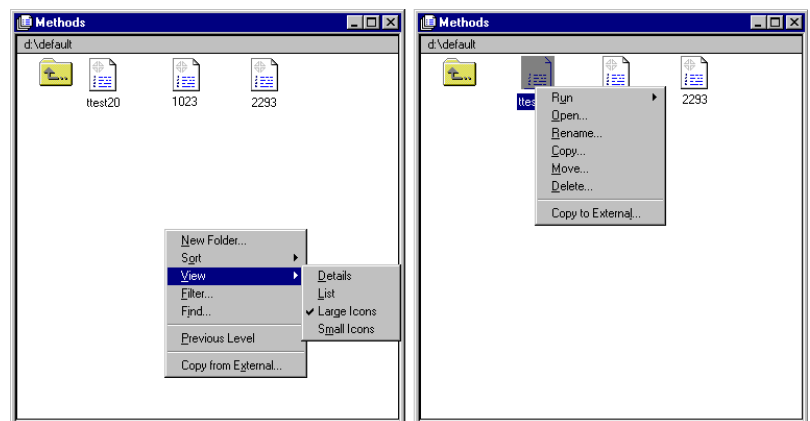 Methods
d:\default
ttest20 1023 2293
New Folder...
Sort
View
Filter...
Find...
Previous Level
Copy from External...
Details
List
Large Icons
Small Icons
Methods
d:\default
2293
Run
Open...
Rename...
Copy...
Move...
Delete...
Copy to External...